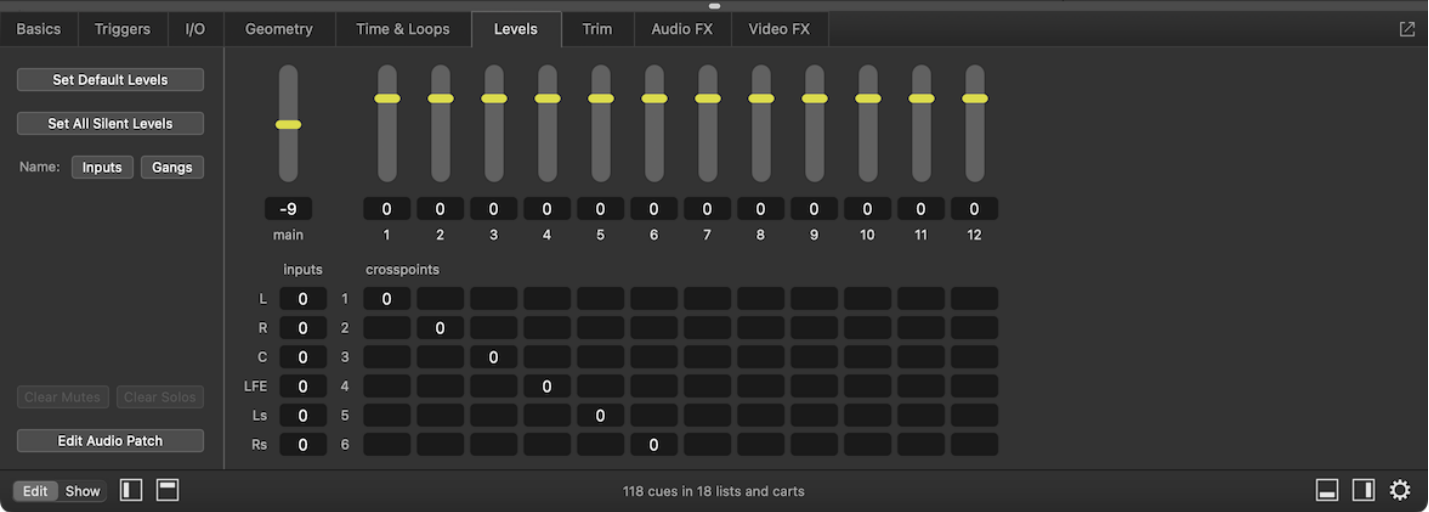 Basics Triggers I/O Geometry Time & Loops Levels Trim Audio FX Video FX
Set Default Levels
Set All Silent Levels
Name: Inputs Gangs
-9 0 0 0 0 0 0 0 0 0 0 0 0
main 1 2 3 4 5 6 7 8 9 10 11 12
inputs crosspoints
L 0 1 0
R 0 2 0
C 0 3 0
LFE 0 4 0
Clear Mutes Clear Solos
Ls 0 5 0
Edit Audio Patch
Rs 0 6 0
Edit Show 118 cues in 18 lists and carts